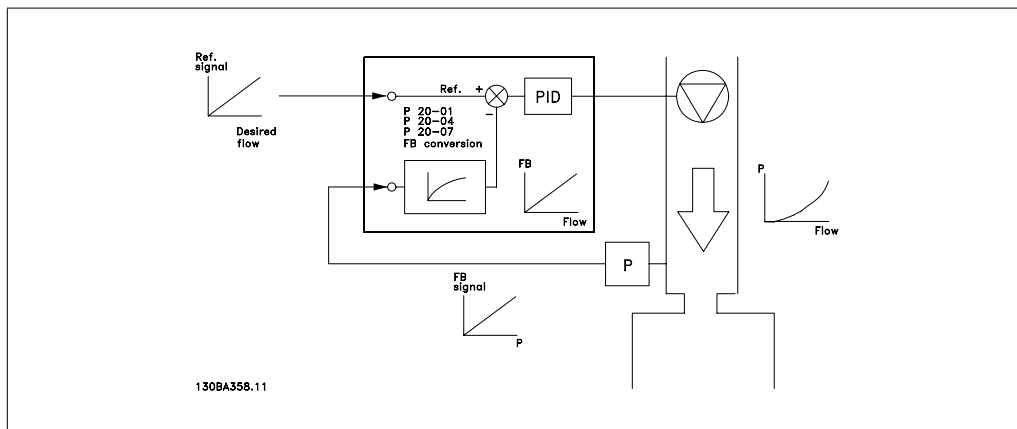 Ref.
signal
Desired
flow
Ref.
+
–
PID
P 20-01
P 20-04
P 20-07
FB conversion
FB
Flow
P
Flow
P
FB
signal
P
130BA358.11